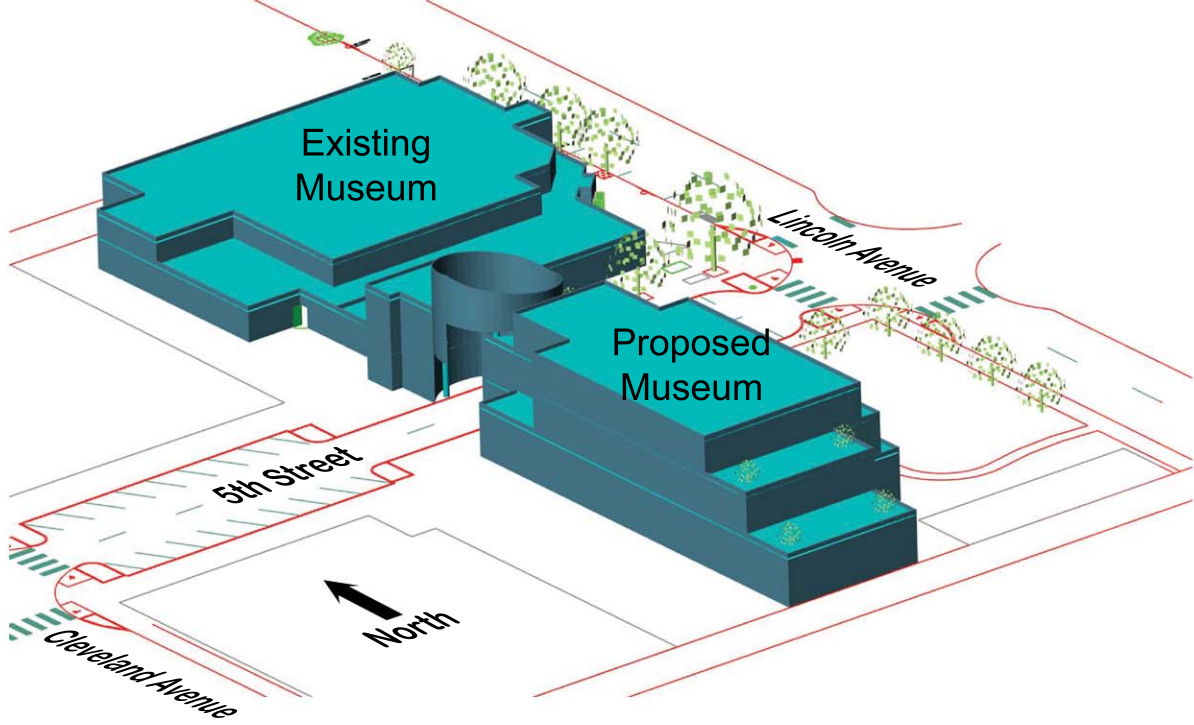 Existing
Museum
Lincoln Avenue
Proposed
Museum
5th Street
North
Cleveland Avenue